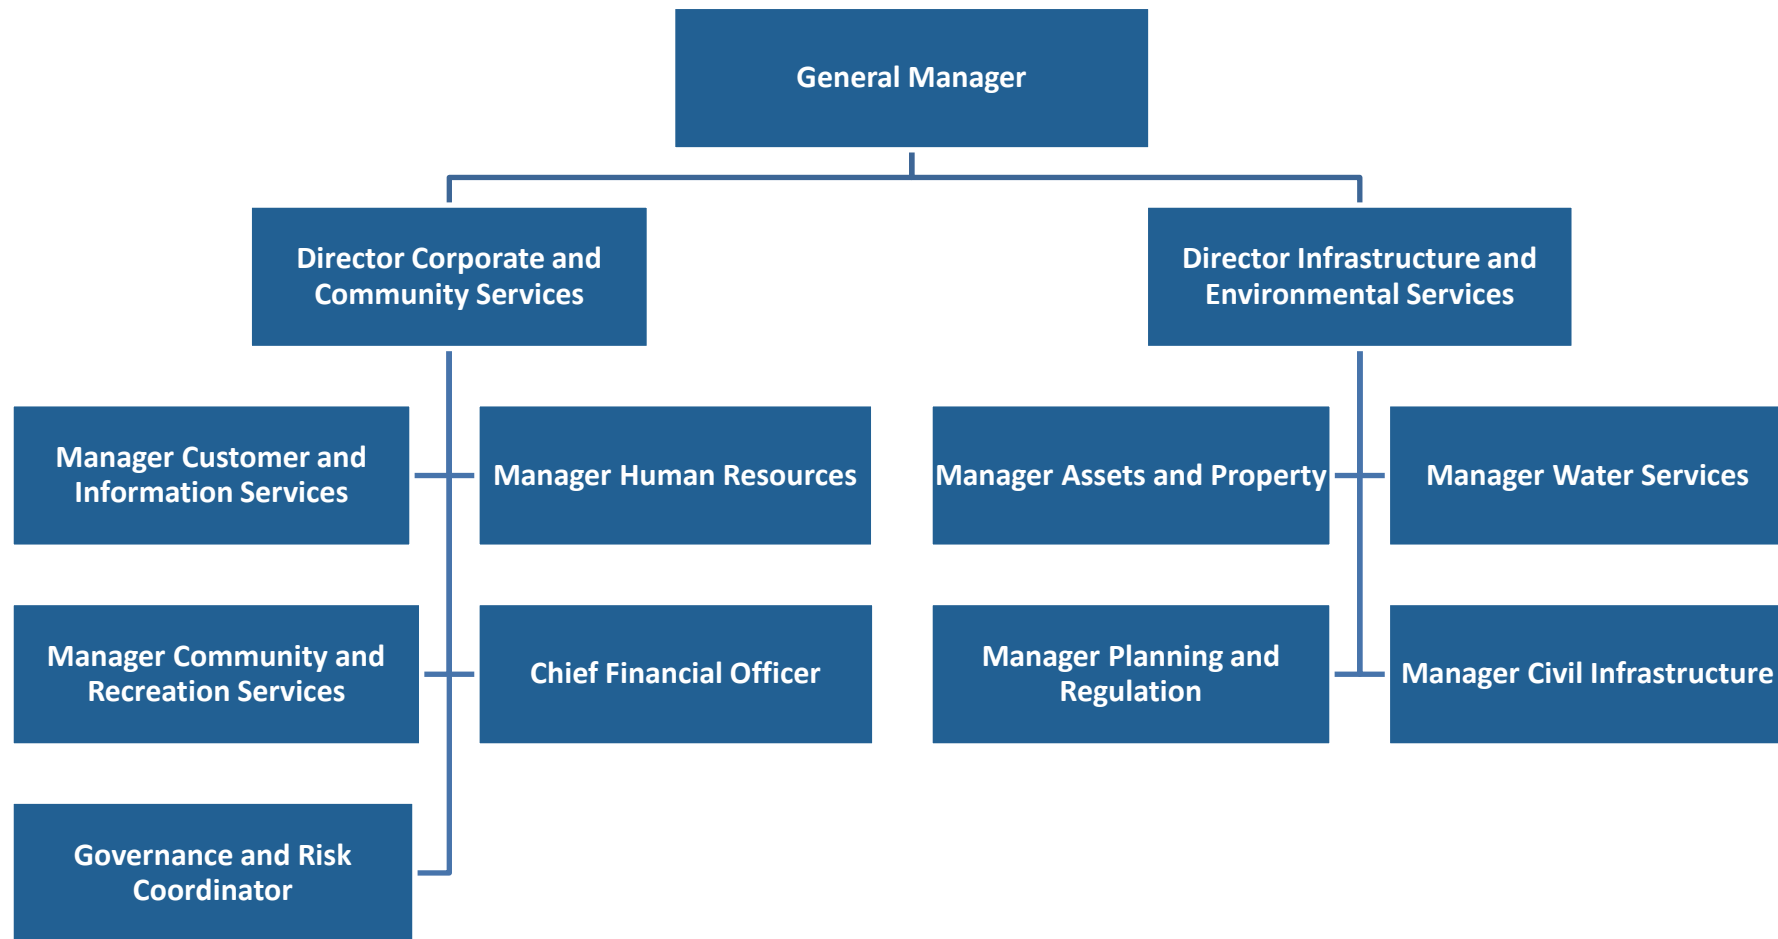 General Manager
Director Corporate and
Community Services
Director Infrastructure and
Environmental Services
Manager Customer and
Information Services
Manager Human Resources
Manager Assets and Property
Manager Water Services
Manager Community and
Recreation Services
Chief Financial Officer
Manager Planning and
Regulation
Manager Civil Infrastructure
Governance and Risk
Coordinator